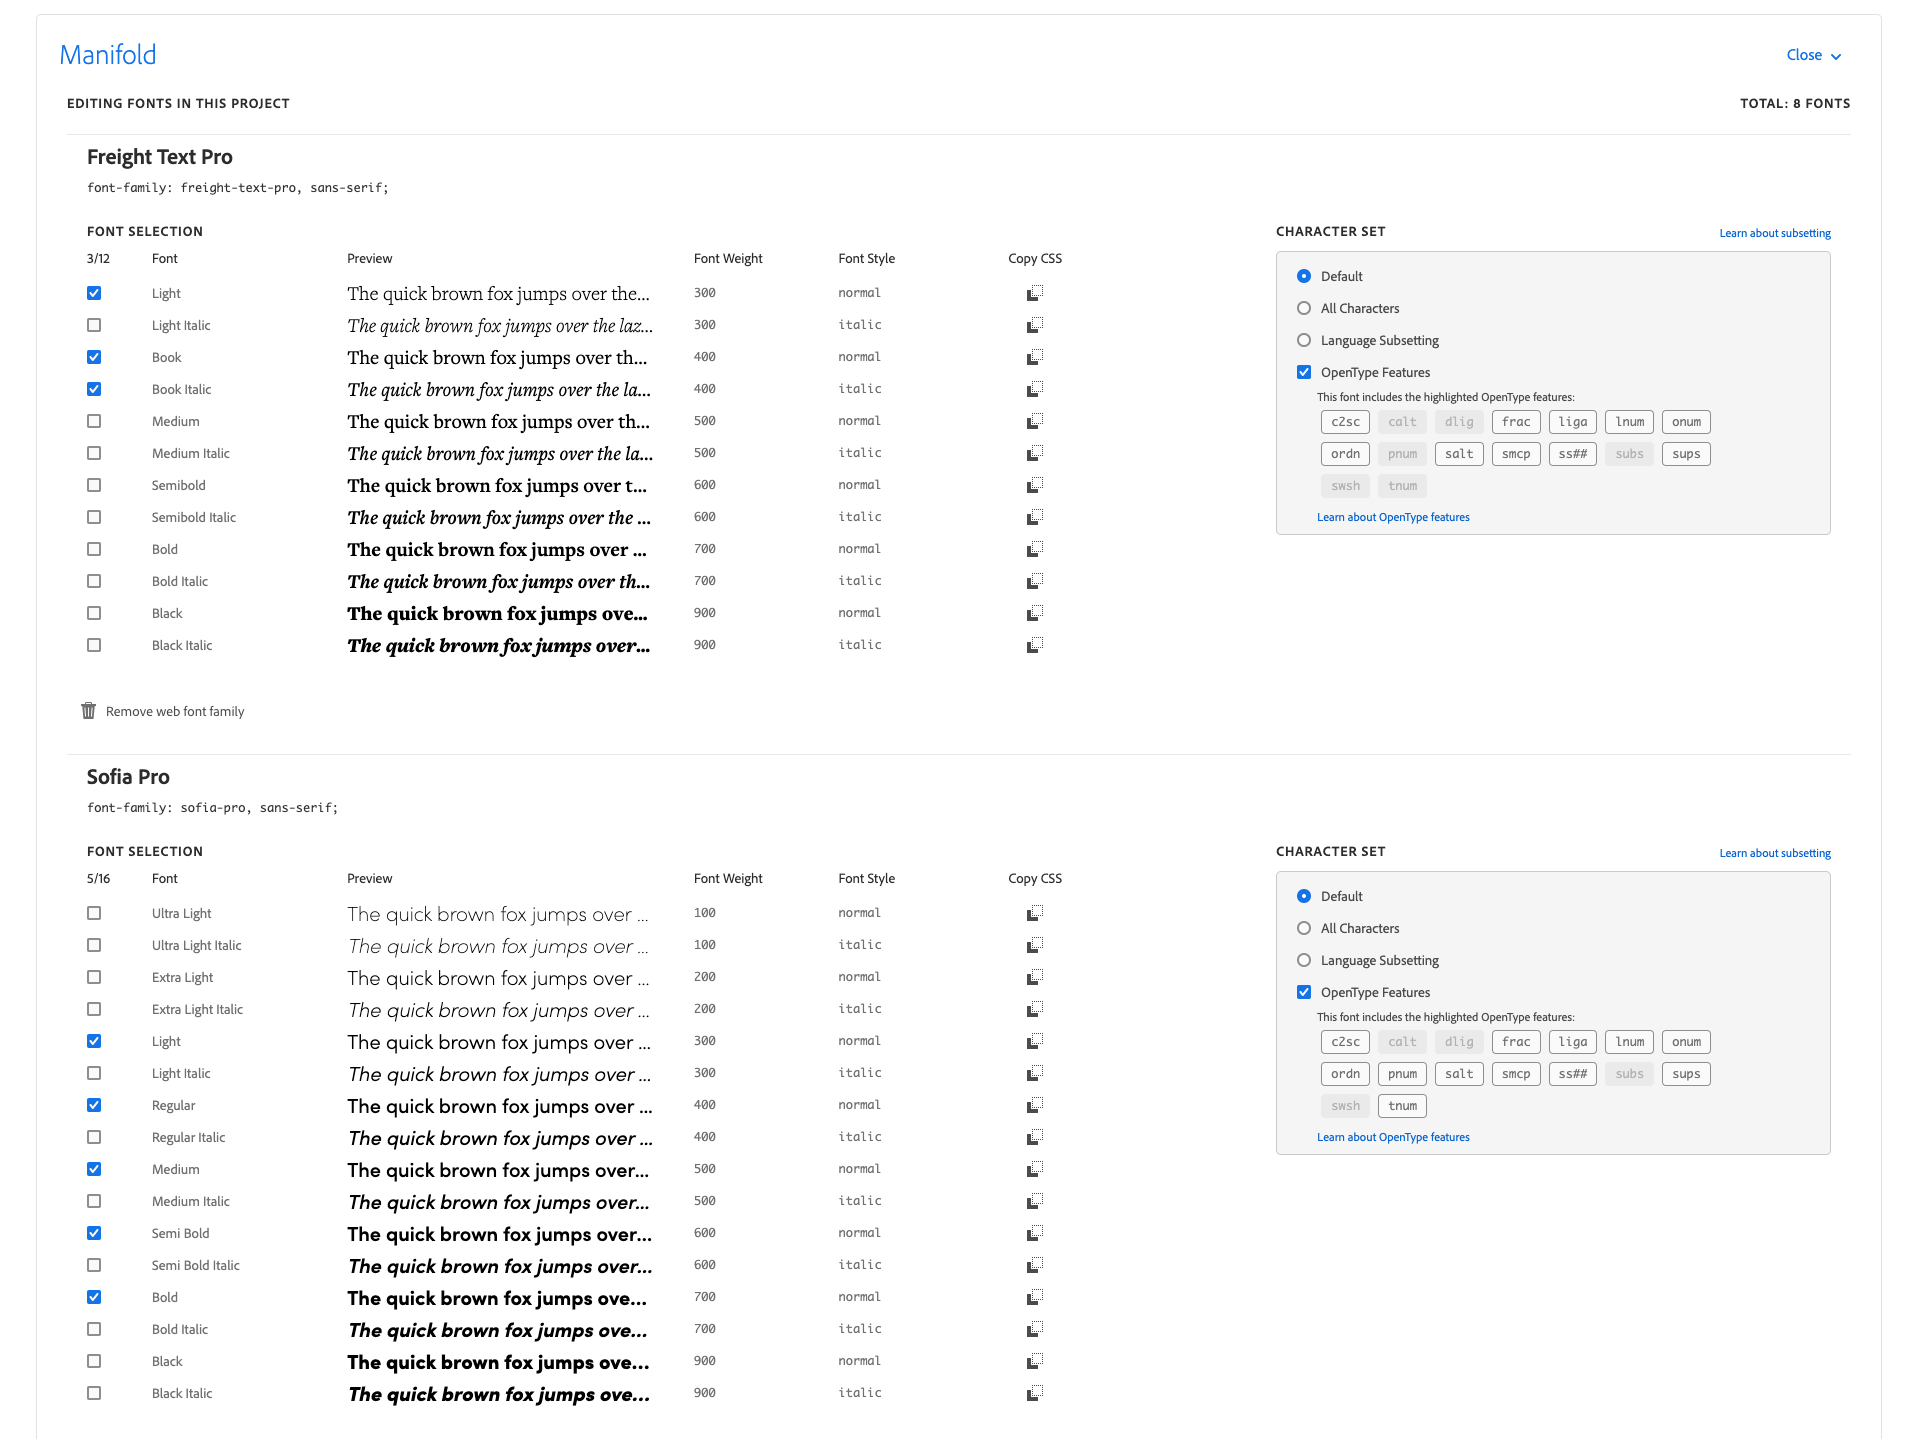 Manifold
Close
EDITING FONTS IN THIS PROJECT
TOTAL: 8 FONTS
Freight Text Pro
font-family: freight-text-pro, sans-serif;
FONT SELECTION
3/12 Font Preview Font Weight Font Style Copy CSS
Light The quick brown fox jumps over the... 300 normal
Light Italic The quick brown fox jumps over the laz... 300 italic
Book The quick brown fox jumps over th... 400 normal
Book Italic The quick brown fox jumps over the la... 400 italic
Medium The quick brown fox jumps over th... 500 normal
Medium Italic The quick brown fox jumps over the la... 500 italic
Semibold The quick brown fox jumps over t... 600 normal
Semibold Italic The quick brown fox jumps over the ... 600 italic
Bold The quick brown fox jumps over ... 700 normal
Bold Italic The quick brown fox jumps over th... 700 italic
Black The quick brown fox jumps ove... 900 normal
Black Italic The quick brown fox jumps over... 900 italic
CHARACTER SET
Learn about subsetting
Default
All Characters
Language Subsetting
OpenType Features
This font includes the highlighted OpenType features:
c2sc calt dlig frac liga lnum onum
ordn pnum salt smcp ss## subs sups
swsh tnum
Learn about OpenType features
Remove web font family
Sofia Pro
font-family: sofia-pro, sans-serif;
FONT SELECTION
5/16 Font Preview Font Weight Font Style Copy CSS
Ultra Light The quick brown fox jumps over ... 100 normal
Ultra Light Italic The quick brown fox jumps over ... 100 italic
Extra Light The quick brown fox jumps over ... 200 normal
Extra Light Italic The quick brown fox jumps over ... 200 italic
Light The quick brown fox jumps over ... 300 normal
Light Italic The quick brown fox jumps over ... 300 italic
Regular The quick brown fox jumps over ... 400 normal
Regular Italic The quick brown fox jumps over ... 400 italic
Medium The quick brown fox jumps over... 500 normal
Medium Italic The quick brown fox jumps over... 500 italic
Semi Bold The quick brown fox jumps over... 600 normal
Semi Bold Italic The quick brown fox jumps over... 600 italic
Bold The quick brown fox jumps ove... 700 normal
Bold Italic The quick brown fox jumps ove... 700 italic
Black The quick brown fox jumps ove... 900 normal
Black Italic The quick brown fox jumps ove... 900 italic
CHARACTER SET
Learn about subsetting
Default
All Characters
Language Subsetting
OpenType Features
This font includes the highlighted OpenType features:
c2sc calt dlig frac liga lnum onum
ordn pnum salt smcp ss## subs sups
swsh tnum
Learn about OpenType features